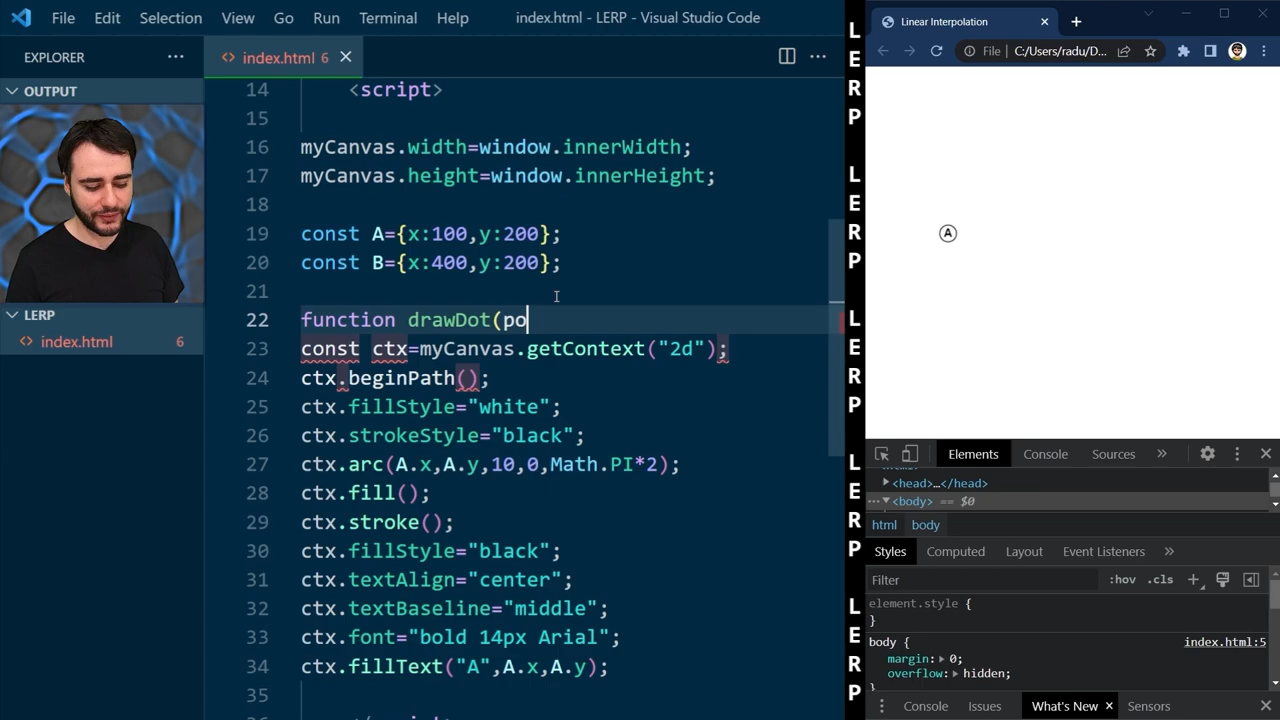 File Edit Selection View Go Run Terminal Help index.html - LERP - Visual Studio Code
EXPLORER
OUTPUT
LERP
index.html 6
index.html 6
14 <script>
15
16 myCanvas.width=window.innerWidth;
17 myCanvas.height=window.innerHeight;
18
19 const A={x:100,y:200};
20 const B={x:400,y:200};
21
22 function drawDot(po
23 const ctx=myCanvas.getContext("2d");
24 ctx.beginPath();
25 ctx.fillStyle="white";
26 ctx.strokeStyle="black";
27 ctx.arc(A.x,A.y,10,0,Math.PI*2);
28 ctx.fill();
29 ctx.stroke();
30 ctx.fillStyle="black";
31 ctx.textAlign="center";
32 ctx.textBaseline="middle";
33 ctx.font="bold 14px Arial";
34 ctx.fillText("A",A.x,A.y);
35
LERP
LERP
LERP
LERP
LERP
Linear Interpolation
File C:/Users/radu/D...
A
Elements Console Sources
<head>…</head>
<body> == $0
html body
Styles Computed Layout Event Listeners
Filter :hov .cls
element.style {
}
body { index.html:5
margin: 0;
overflow: hidden;
}
Console Issues What's New Sensors